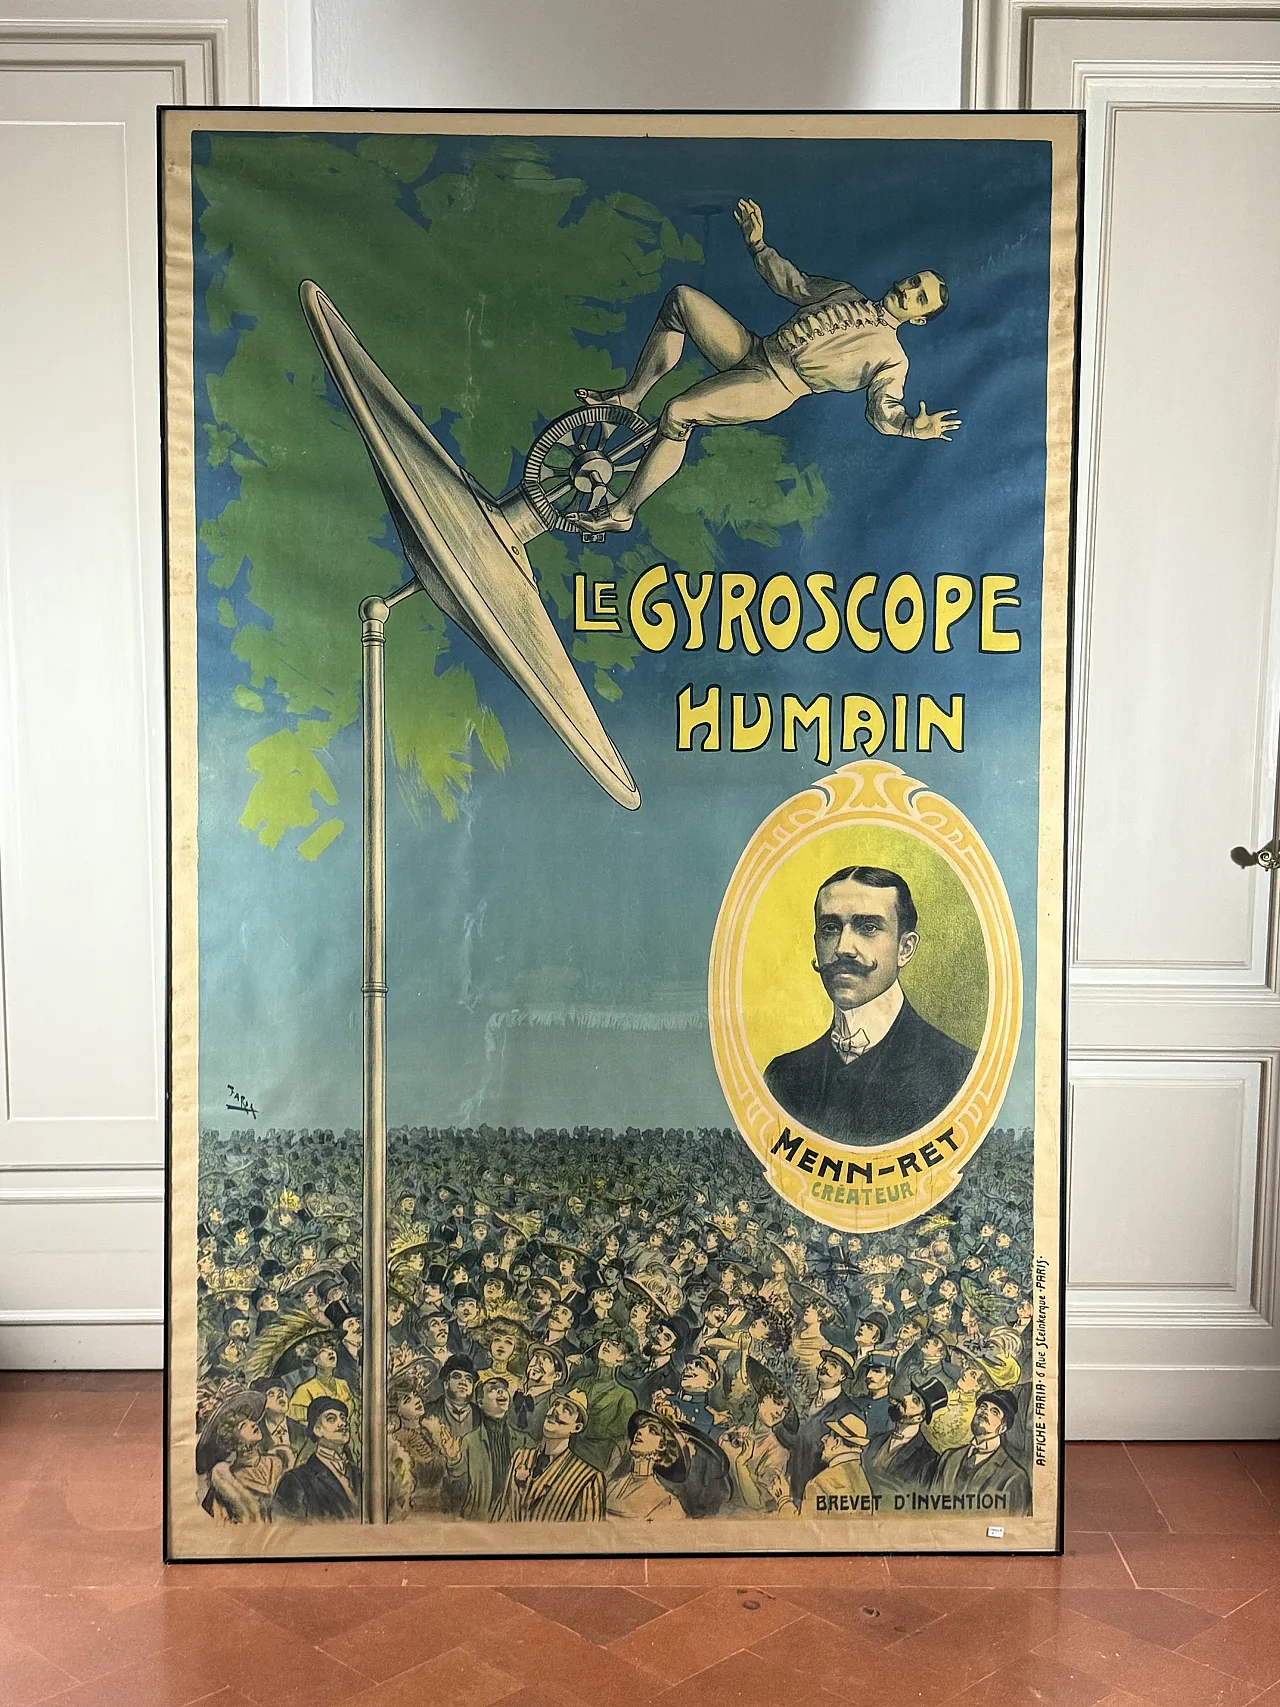 LE GYROSCOPE
HUMAIN
FARIA
MENN-RET
CRÉATEUR
AFFICHE·FARIA·6 Rue Steinkerque·PARIS·
BREVET D'INVENTION